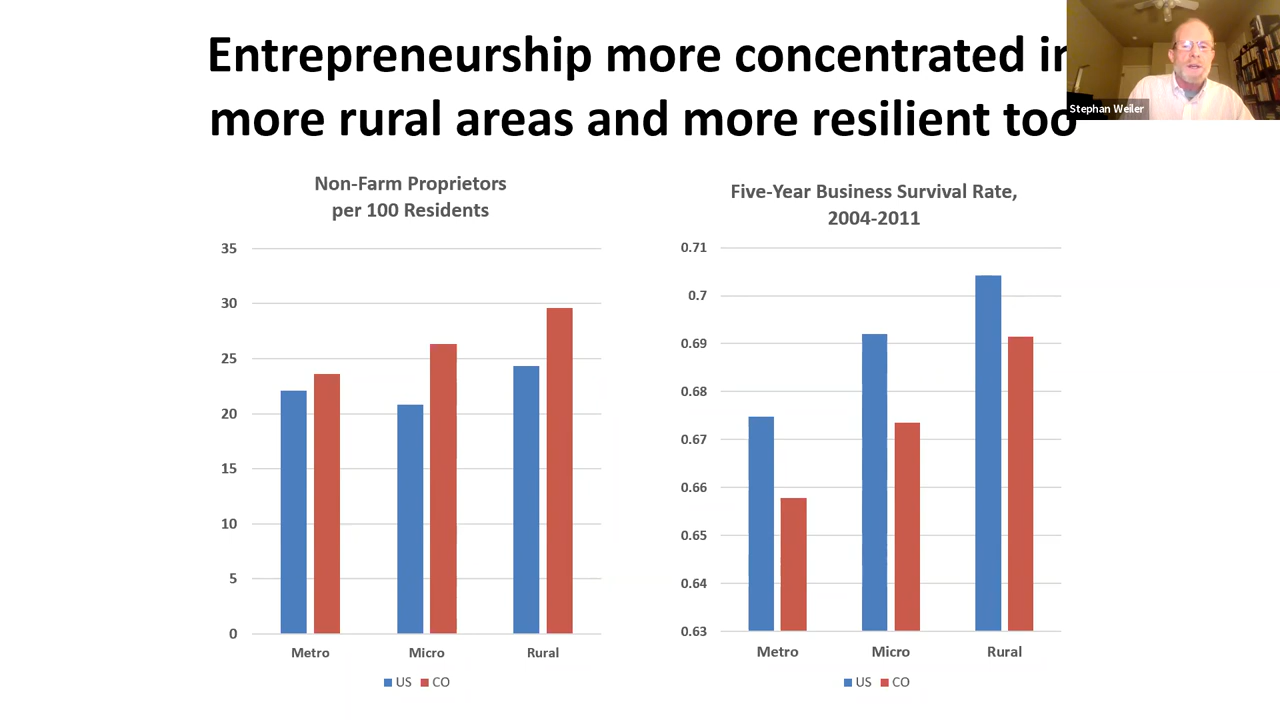 Entrepreneurship more concentrated in
more rural areas and more resilient too
Stephan Weiler
Non-Farm Proprietors
per 100 Residents
35
30
25
20
15
10
5
0
Metro Micro Rural
US CO
Five-Year Business Survival Rate,
2004-2011
0.71
0.7
0.69
0.68
0.67
0.66
0.65
0.64
0.63
Metro Micro Rural
US CO